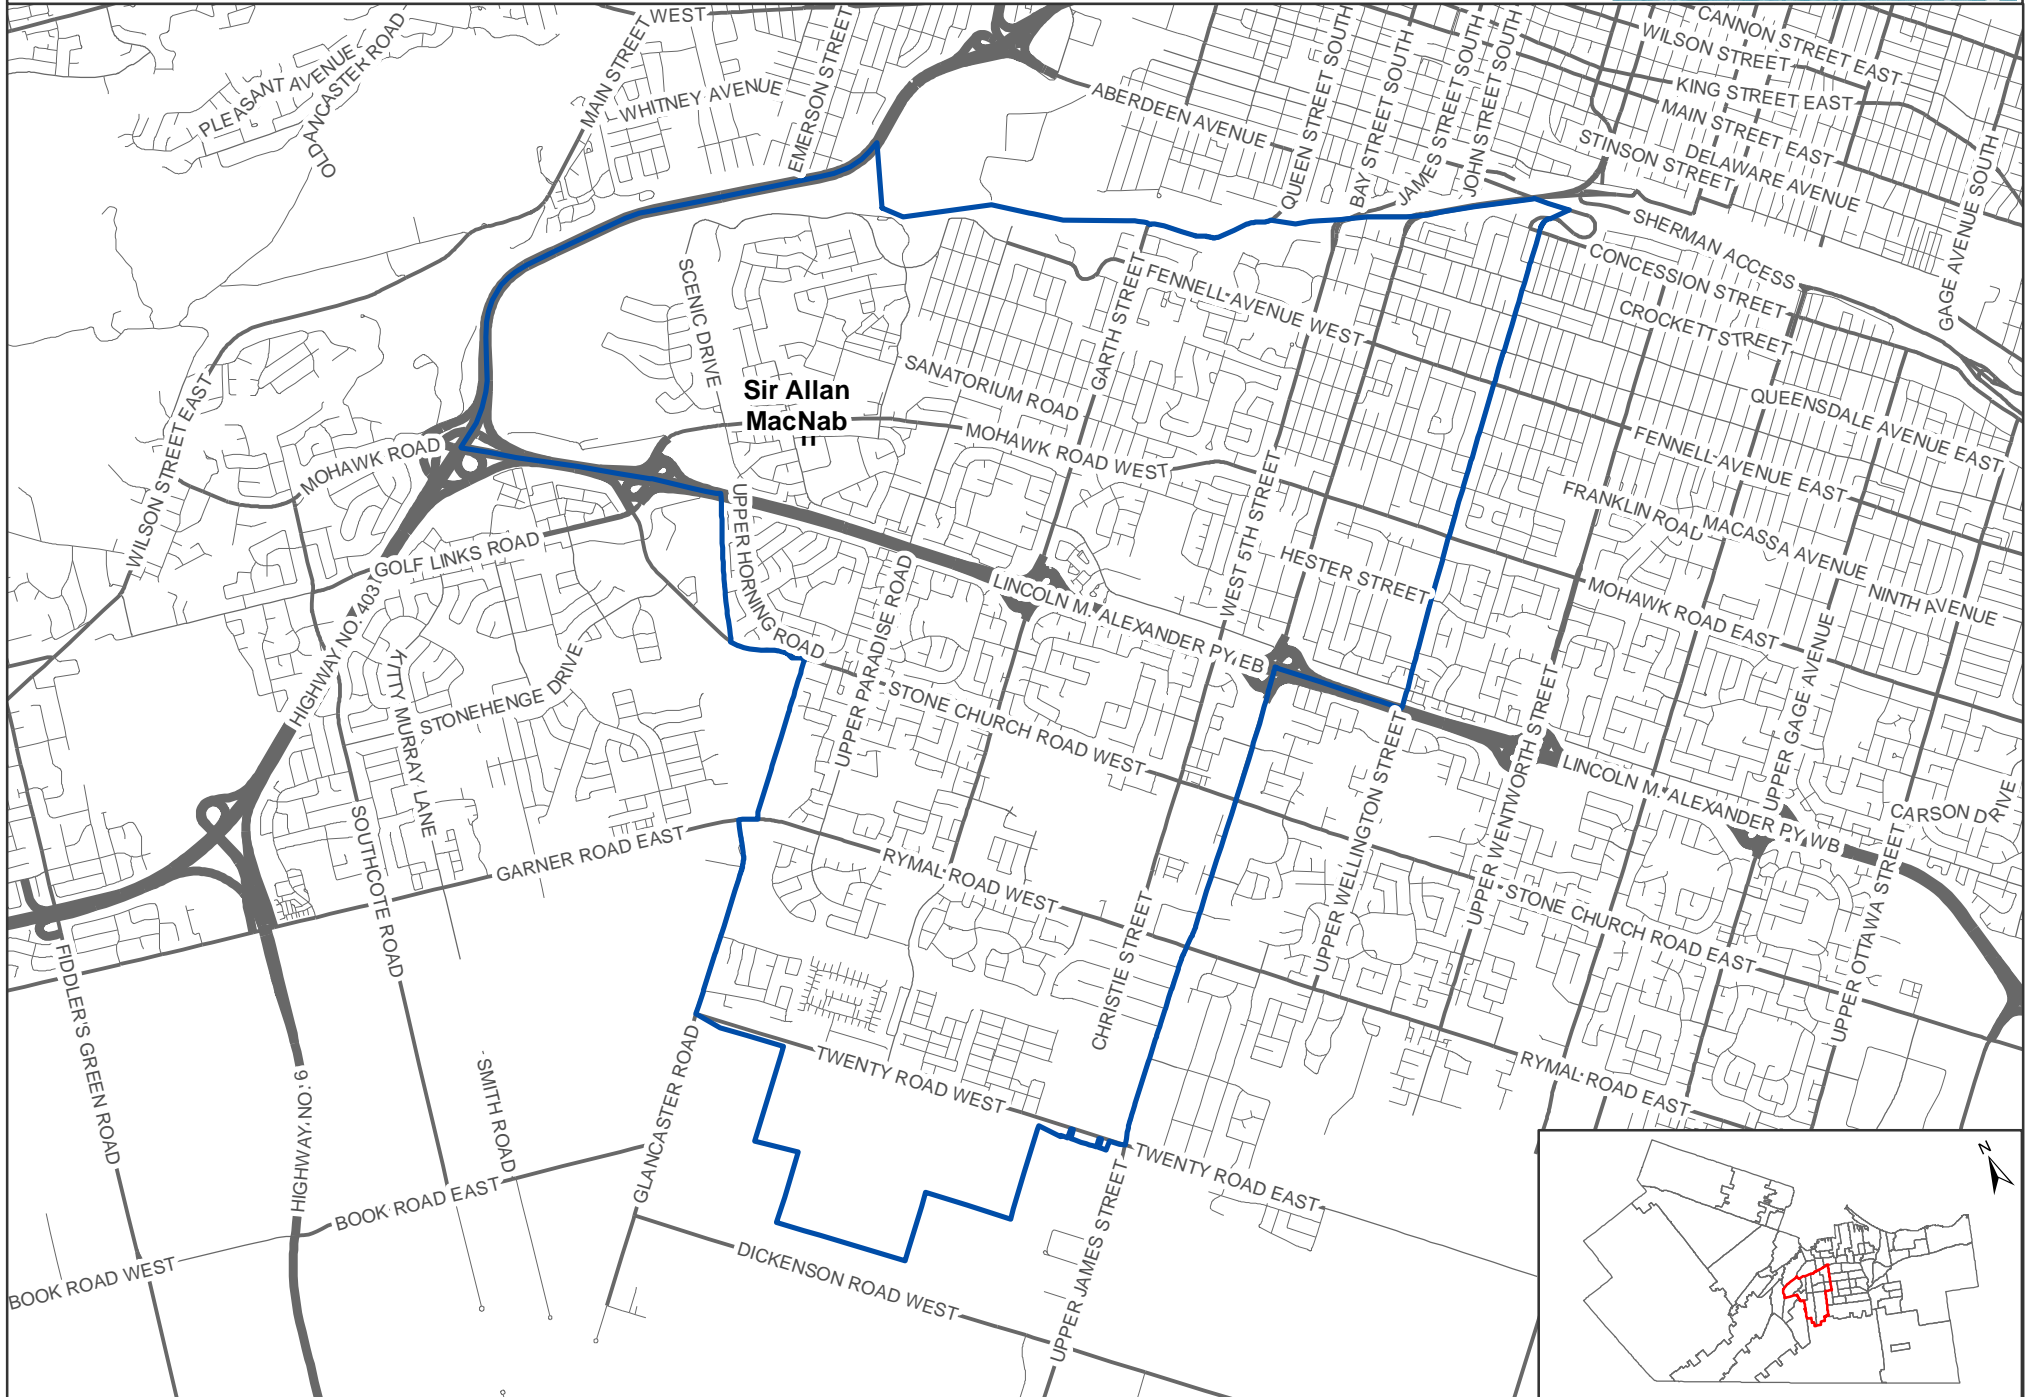 WEST
MAIN STREET
PLEASANT AVENUE
OLD ANCASTER ROAD
WHITNEY AVENUE
EMERSON STREET
ABERDEEN AVENUE
QUEEN STREET SOUTH
BAY STREET SOUTH
JAMES STREET SOUTH
JOHN STREET SOUTH
CANNON STREET EAST
WILSON STREET
KING STREET EAST
MAIN STREET EAST
STINSON STREET
DELAWARE AVENUE
SHERMAN ACCESS
GAGE AVENUE SOUTH
CONCESSION STREET
CROCKETT STREET
SCENIC DRIVE
GARTH STREET
FENNELL AVENUE WEST
SANATORIUM ROAD
Sir Allan
MacNab
MOHAWK ROAD WEST
WILSON STREET EAST
MOHAWK ROAD
QUEENSDALE AVENUE EAST
FENNELL AVENUE EAST
FRANKLIN ROAD
MACASSA AVENUE
NINTH AVENUE
GOLF LINKS ROAD
UPPER HORNING ROAD
HIGHWAY NO. 403
UPPER PARADISE ROAD
LINCOLN M. ALEXANDER PY EB
WEST 5TH STREET
HESTER STREET
MOHAWK ROAD EAST
KITTY MURRAY LANE
STONEHENGE DRIVE
STONE CHURCH ROAD WEST
UPPER WELLINGTON STREET
UPPER WENTWORTH STREET
UPPER GAGE AVENUE
LINCOLN M. ALEXANDER PY WB
CARSON DRIVE
SOUTHCOTE ROAD
GARNER ROAD EAST
RYMAL ROAD WEST
STONE CHURCH ROAD EAST
UPPER OTTAWA STREET
FIDDLER'S GREEN ROAD
CHRISTIE STREET
HIGHWAY NO. 6
SMITH ROAD
GLANCASTER ROAD
TWENTY ROAD WEST
RYMAL ROAD EAST
TWENTY ROAD EAST
BOOK ROAD EAST
BOOK ROAD WEST
DICKENSON ROAD WEST
UPPER JAMES STREET
N